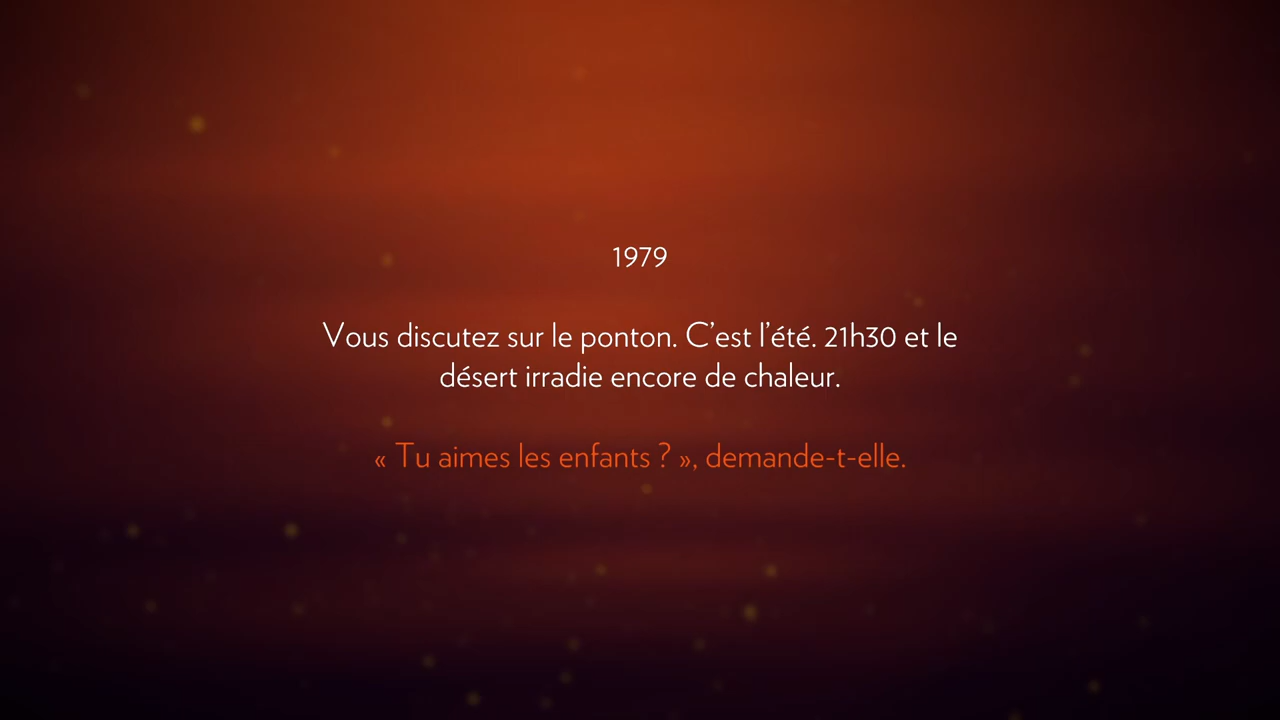 1979
Vous discutez sur le ponton. C’est l’été. 21h30 et le
désert irradie encore de chaleur.
« Tu aimes les enfants ? », demande-t-elle.